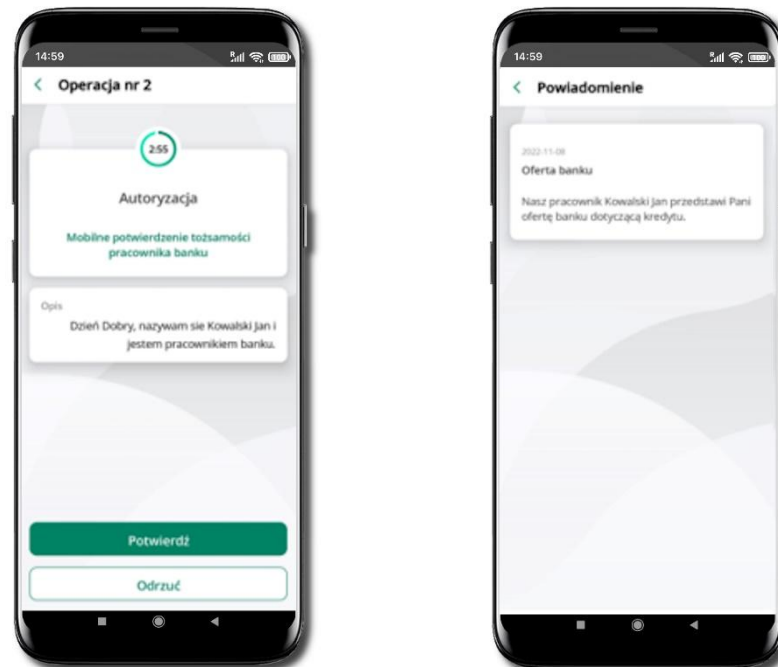 14:59
Operacja nr 2
2:55
Autoryzacja
Mobilne potwierdzenie tożsamości
pracownika banku
Opis
Dzień Dobry, nazywam sie Kowalski Jan i
jestem pracownikiem banku.
Potwierdź
Odrzuć
14:59
Powiadomienie
2022-11-08
Oferta banku
Nasz pracownik Kowalski Jan przedstawi Pani
ofertę banku dotyczącą kredytu.